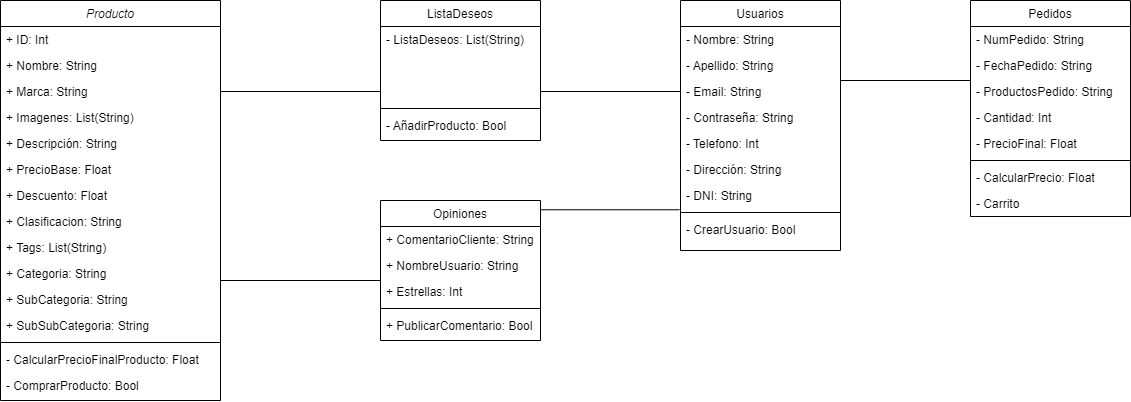 Producto
+ ID: Int
+ Nombre: String
+ Marca: String
+ Imagenes: List(String)
+ Descripción: String
+ PrecioBase: Float
+ Descuento: Float
+ Clasificacion: String
+ Tags: List(String)
+ Categoria: String
+ SubCategoria: String
+ SubSubCategoria: String
- CalcularPrecioFinalProducto: Float
- ComprarProducto: Bool
ListaDeseos
- ListaDeseos: List(String)
- AñadirProducto: Bool
Opiniones
+ ComentarioCliente: String
+ NombreUsuario: String
+ Estrellas: Int
+ PublicarComentario: Bool
Usuarios
- Nombre: String
- Apellido: String
- Email: String
- Contraseña: String
- Telefono: Int
- Dirección: String
- DNI: String
- CrearUsuario: Bool
Pedidos
- NumPedido: String
- FechaPedido: String
- ProductosPedido: String
- Cantidad: Int
- PrecioFinal: Float
- CalcularPrecio: Float
- Carrito